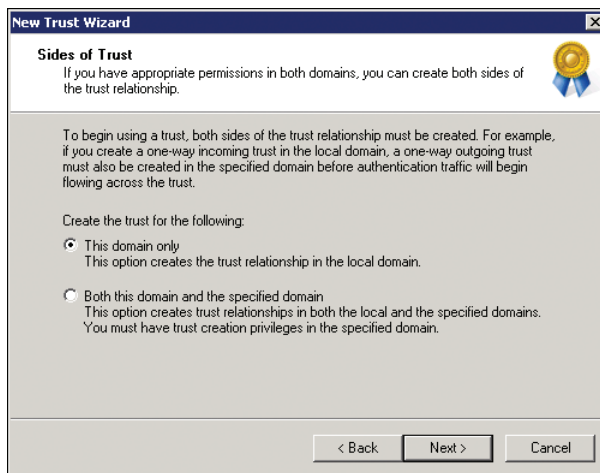 New Trust Wizard
Sides of Trust
If you have appropriate permissions in both domains, you can create both sides of
the trust relationship.
To begin using a trust, both sides of the trust relationship must be created. For example,
if you create a one-way incoming trust in the local domain, a one-way outgoing trust
must also be created in the specified domain before authentication traffic will begin
flowing across the trust.
Create the trust for the following:
This domain only
This option creates the trust relationship in the local domain.
Both this domain and the specified domain
This option creates trust relationships in both the local and the specified domains.
You must have trust creation privileges in the specified domain.
< Back
Next >
Cancel